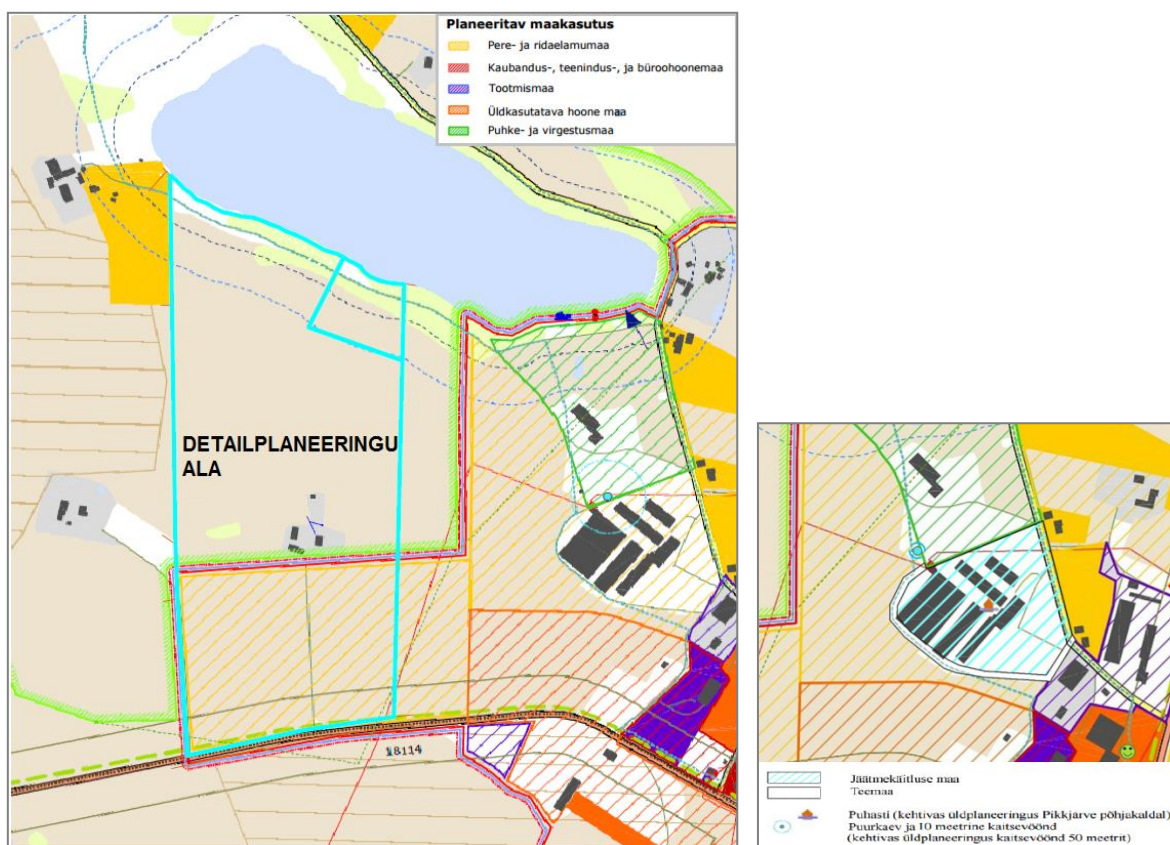 Planeeritav maakasutus
Pere- ja ridaelamumaa
Kaubandus-, teenindus-, ja büroohoonemaa
Tootmismaa
Üldkasutatava hoone maa
Puhke- ja virgestusmaa
DETAILPLANEERINGU
ALA
18114
Jäätmekäitluse maa
Teemaa
Puhasti (kehtivas üldplaneeringus Pikkjärve põhjakaldal)
Puurkaev ja 10 meetrine kaitsevöönd
(kehtivas üldplaneeringus kaitsevöönd 50 meetrit)